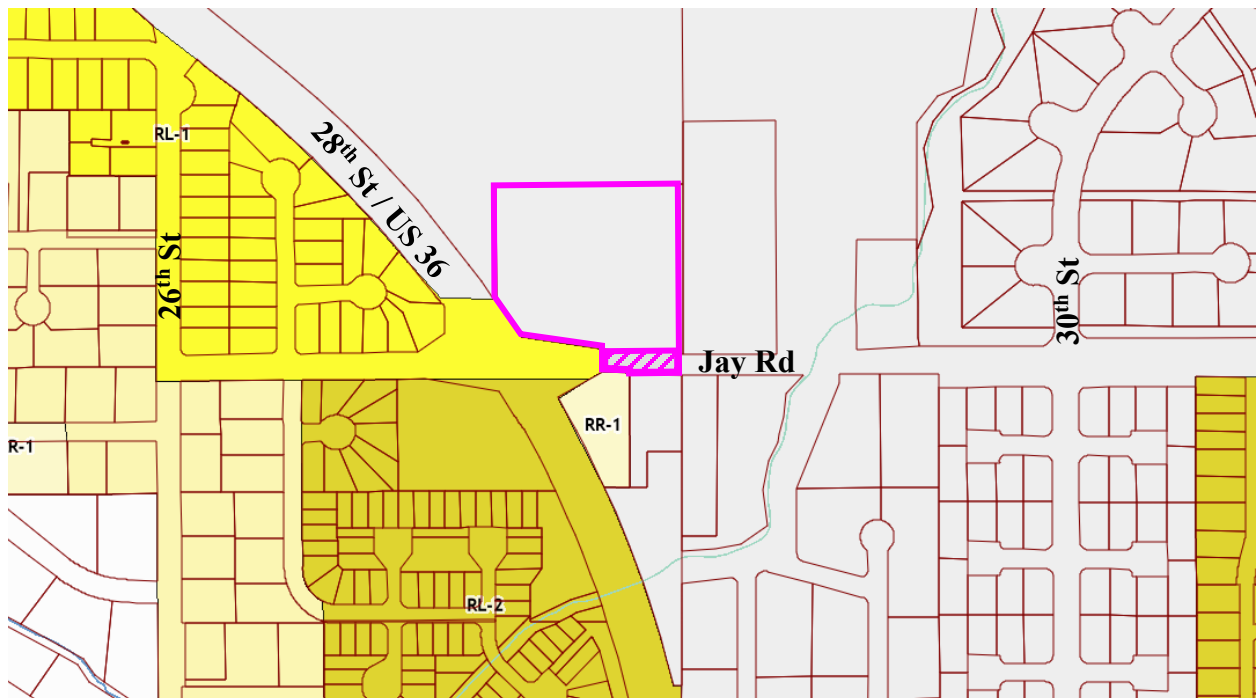 RL-1
28th St / US 36
26th St
30th St
Jay Rd
RR-1
R-1
RL-2